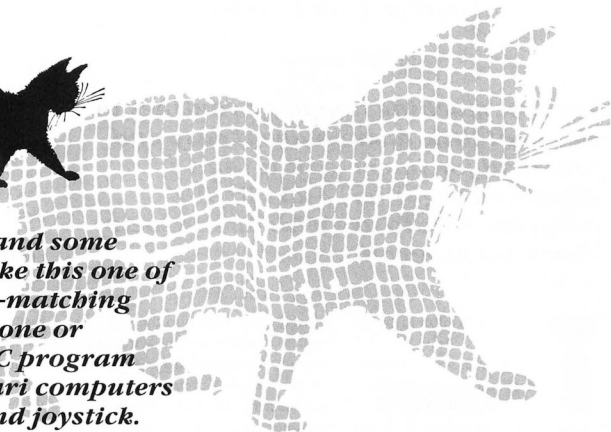 and some
ke this one of
-matching
one or
C program
ari computers
nd joystick.